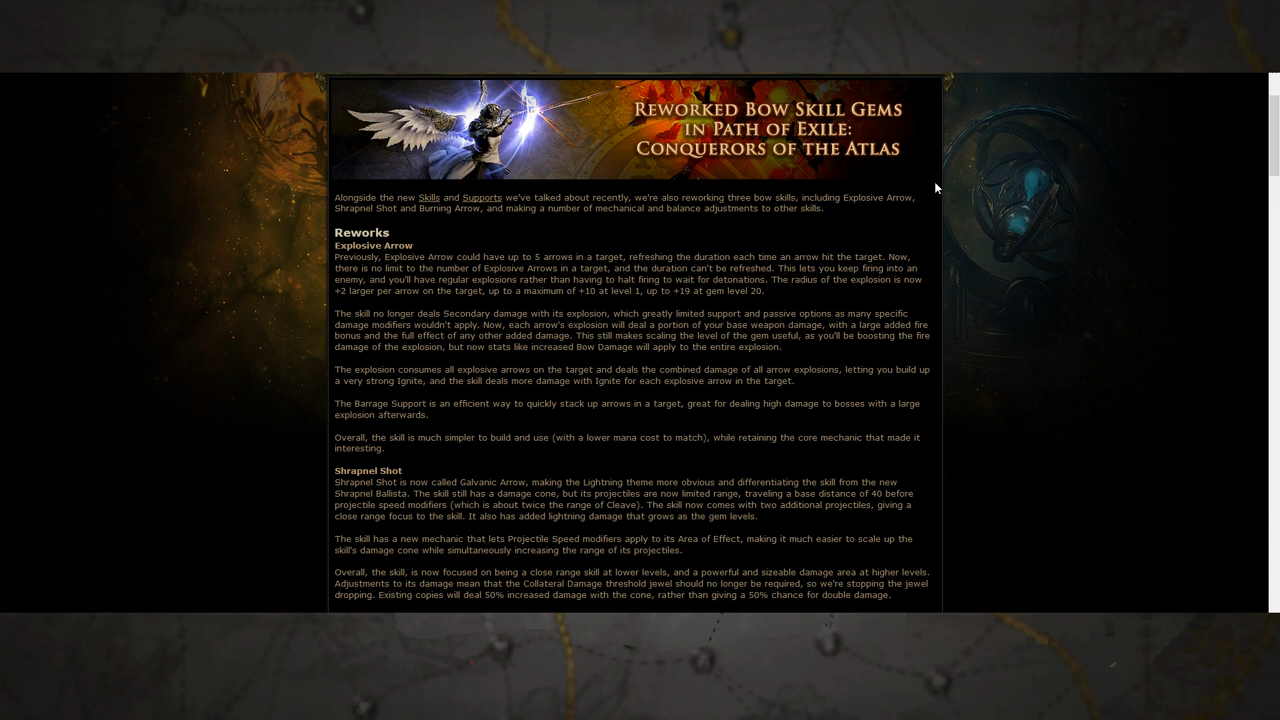 Reworked Bow Skill Gems
in Path of Exile:
Conquerors of the Atlas
Alongside the new Skills and Supports we've talked about recently, we're also reworking three bow skills, including Explosive Arrow,
Shrapnel Shot and Burning Arrow, and making a number of mechanical and balance adjustments to other skills.
Reworks
Explosive Arrow
Previously, Explosive Arrow could have up to 5 arrows in a target, refreshing the duration each time an arrow hit the target. Now,
there is no limit to the number of Explosive Arrows in a target, and the duration can't be refreshed. This lets you keep firing into an
enemy, and you'll have regular explosions rather than having to halt firing to wait for detonations. The radius of the explosion is now
+2 larger per arrow on the target, up to a maximum of +10 at level 1, up to +19 at gem level 20.
The skill no longer deals Secondary damage with its explosion, which greatly limited support and passive options as many specific
damage modifiers wouldn't apply. Now, each arrow's explosion will deal a portion of your base weapon damage, with a large added fire
bonus and the full effect of any other added damage. This still makes scaling the level of the gem useful, as you'll be boosting the fire
damage of the explosion, but now stats like increased Bow Damage will apply to the entire explosion.
The explosion consumes all explosive arrows on the target and deals the combined damage of all arrow explosions, letting you build up
a very strong Ignite, and the skill deals more damage with Ignite for each explosive arrow in the target.
The Barrage Support is an efficient way to quickly stack up arrows in a target, great for dealing high damage to bosses with a large
explosion afterwards.
Overall, the skill is much simpler to build and use (with a lower mana cost to match), while retaining the core mechanic that made it
interesting.
Shrapnel Shot
Shrapnel Shot is now called Galvanic Arrow, making the Lightning theme more obvious and differentiating the skill from the new
Shrapnel Ballista. The skill still has a damage cone, but its projectiles are now limited range, traveling a base distance of 40 before
projectile speed modifiers (which is about twice the range of Cleave). The skill now comes with two additional projectiles, giving a
close range focus to the skill. It also has added lightning damage that grows as the gem levels.
The skill has a new mechanic that lets Projectile Speed modifiers apply to its Area of Effect, making it much easier to scale up the
skill's damage cone while simultaneously increasing the range of its projectiles.
Overall, the skill, is now focused on being a close range skill at lower levels, and a powerful and sizeable damage area at higher levels.
Adjustments to its damage mean that the Collateral Damage threshold jewel should no longer be required, so we're stopping the jewel
dropping. Existing copies will deal 50% increased damage with the cone, rather than giving a 50% chance for double damage.